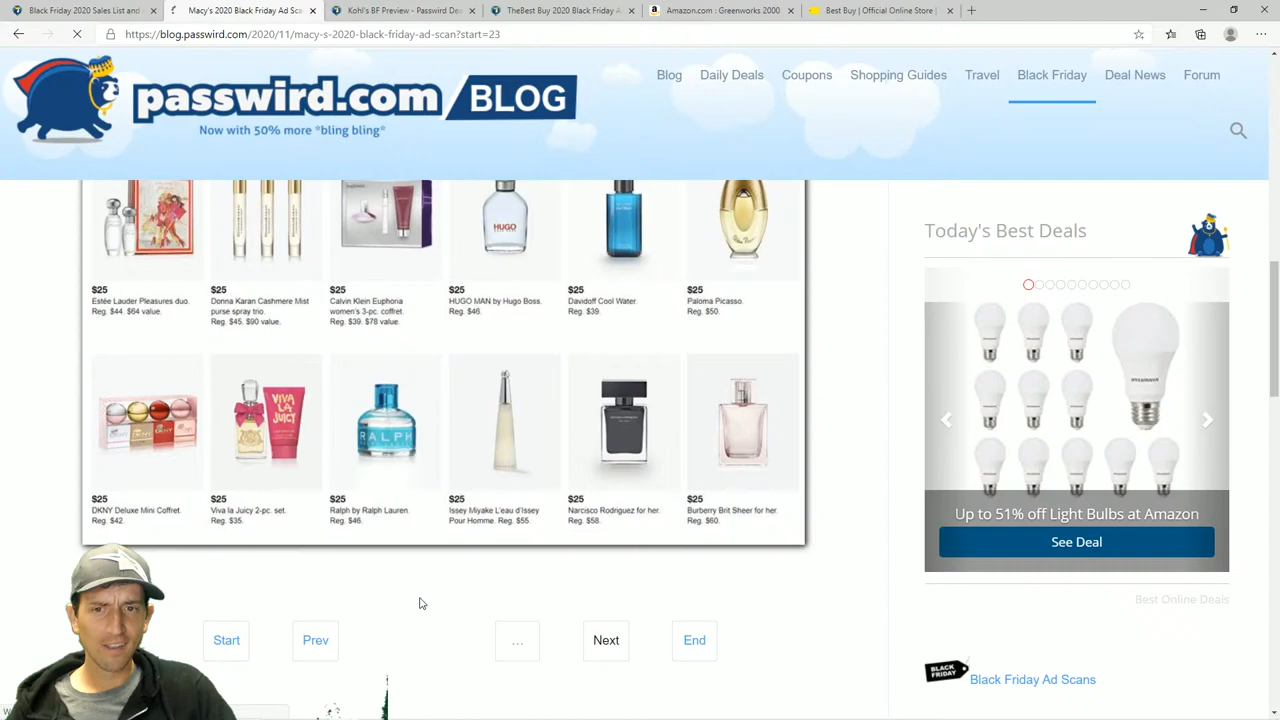 Black Friday 2020 Sales List and
Macy's 2020 Black Friday Ad Sca
Kohl's BF Preview - Passwird Dea
TheBest Buy 2020 Black Friday A
Amazon.com : Greenworks 2000
Best Buy | Official Online Store |
https://blog.passwird.com/2020/11/macy-s-2020-black-friday-ad-scan?start=23
passwird.com BLOG
Now with 50% more *bling bling*
Blog Daily Deals Coupons Shopping Guides Travel Black Friday Deal News Forum
HUGO
$25 $25 $25 $25 $25 $25
Estée Lauder Pleasures duo. Donna Karan Cashmere Mist Calvin Klein Euphoria HUGO MAN by Hugo Boss. Davidoff Cool Water. Paloma Picasso.
Reg. $44. $64 value. purse spray trio. women's 3-pc. coffret. Reg. $46. Reg. $39. Reg. $50.
Reg. $45. $90 value. Reg. $39. $78 value.
VIVA LA JUICY
RALPH
$25 $25 $25 $25 $25 $25
DKNY Deluxe Mini Coffret. Viva la Juicy 2-pc. set. Ralph by Ralph Lauren. Issey Miyake L'eau d'Issey Narciso Rodriguez for her. Burberry Brit Sheer for her.
Reg. $42. Reg. $35. Reg. $46. Pour Homme. Reg. $55. Reg. $58. Reg. $60.
Start Prev ... Next End
Today's Best Deals
SYLVANIA
Up to 51% off Light Bulbs at Amazon
See Deal
Best Online Deals
BLACK FRIDAY
Black Friday Ad Scans